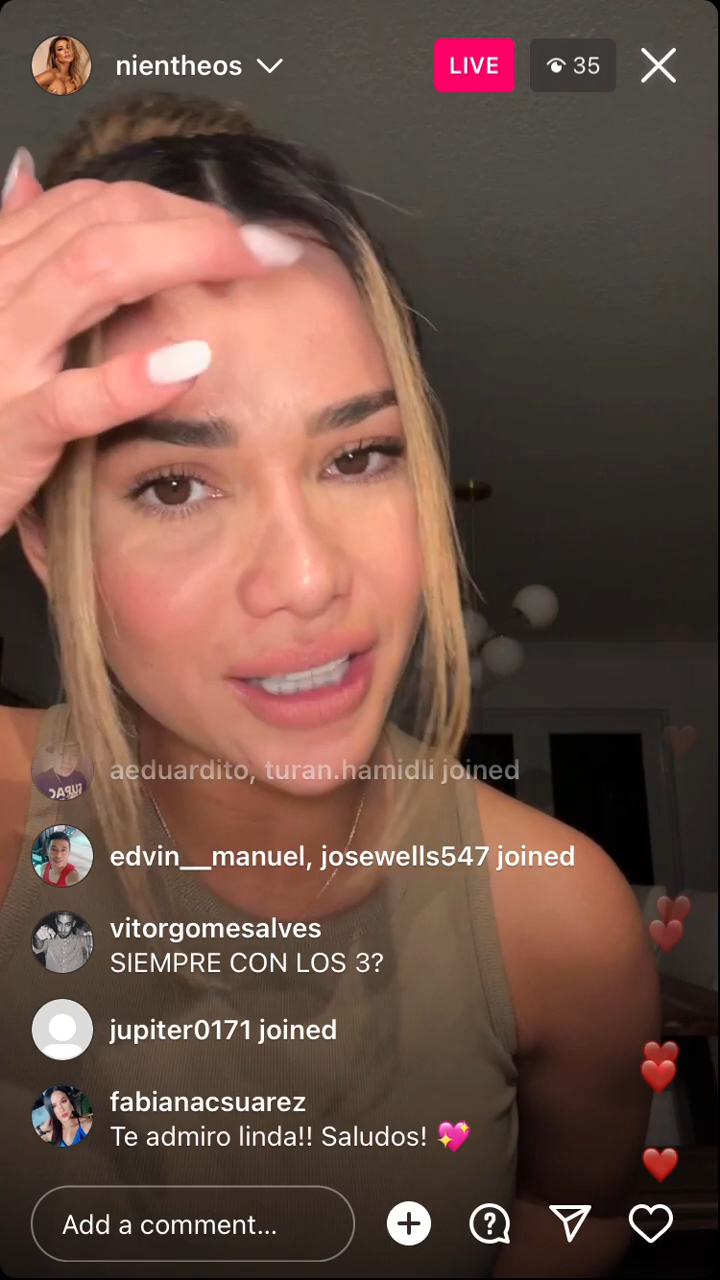 nientheos
LIVE
35
aeduardito, turan.hamidli joined
edvin__manuel, josewells547 joined
vitorgomesalves
SIEMPRE CON LOS 3?
jupiter0171 joined
fabianacsuarez
Te admiro linda!! Saludos! 💖
Add a comment...